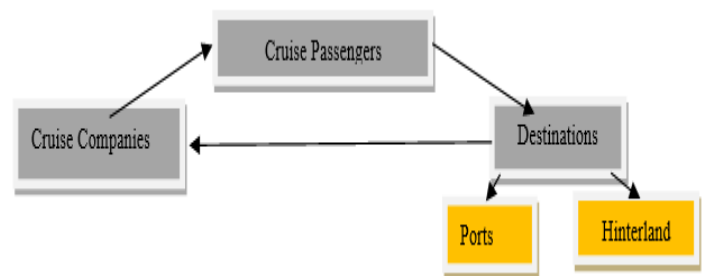 Cruise Passengers
Cruise Companies
Destinations
Ports
Hinterland